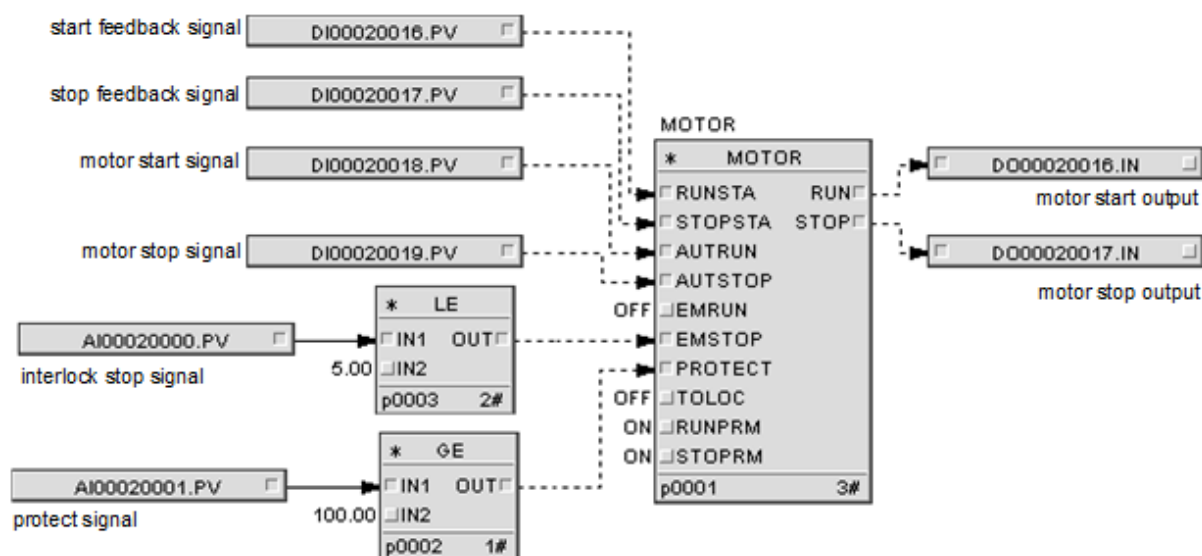 start feedback signal
DI00020016.PV
stop feedback signal
DI00020017.PV
motor start signal
DI00020018.PV
motor stop signal
DI00020019.PV
AI00020000.PV
interlock stop signal
* LE
IN1 OUT
5.00 IN2
p0003 2#
AI00020001.PV
protect signal
* GE
IN1 OUT
100.00 IN2
p0002 1#
MOTOR
* MOTOR
RUNSTA RUN
STOPSTA STOP
AUTRUN
AUTSTOP
OFF EMRUN
EMSTOP
PROTECT
OFF TOLOC
ON RUNPRM
ON STOPRM
p0001 3#
DO00020016.IN
motor start output
DO00020017.IN
motor stop output